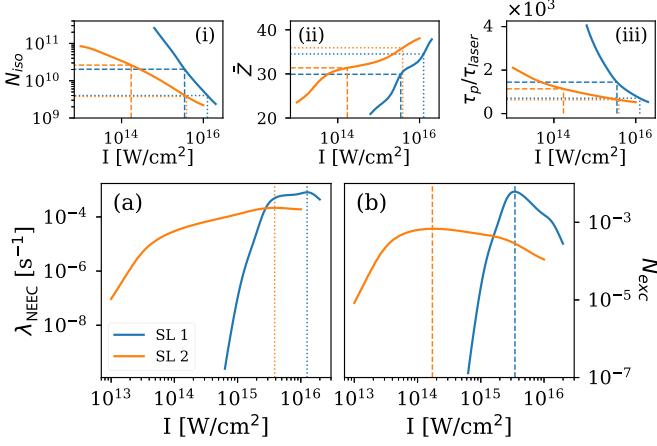 ×10³
(i)
(ii)
(iii)
N_iso
10¹¹
10¹⁰
10⁹
10¹⁴
10¹⁶
I [W/cm²]
Z̄
40
30
20
10¹⁴
10¹⁶
I [W/cm²]
τ_p/τ_laser
4
2
0
10¹⁴
10¹⁶
I [W/cm²]
(a)
λ_NEEC [s⁻¹]
10⁻⁴
10⁻⁶
10⁻⁸
SL 1
SL 2
10¹³
10¹⁴
10¹⁵
10¹⁶
I [W/cm²]
(b)
N_exc
10⁻³
10⁻⁵
10⁻⁷
10¹³
10¹⁴
10¹⁵
10¹⁶
I [W/cm²]